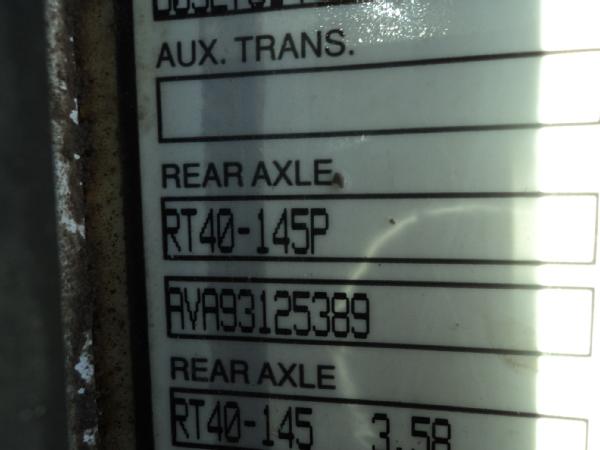 AUX. TRANS.
REAR AXLE
RT40-145P
AVA93125389
REAR AXLE
RT40-145 3.58